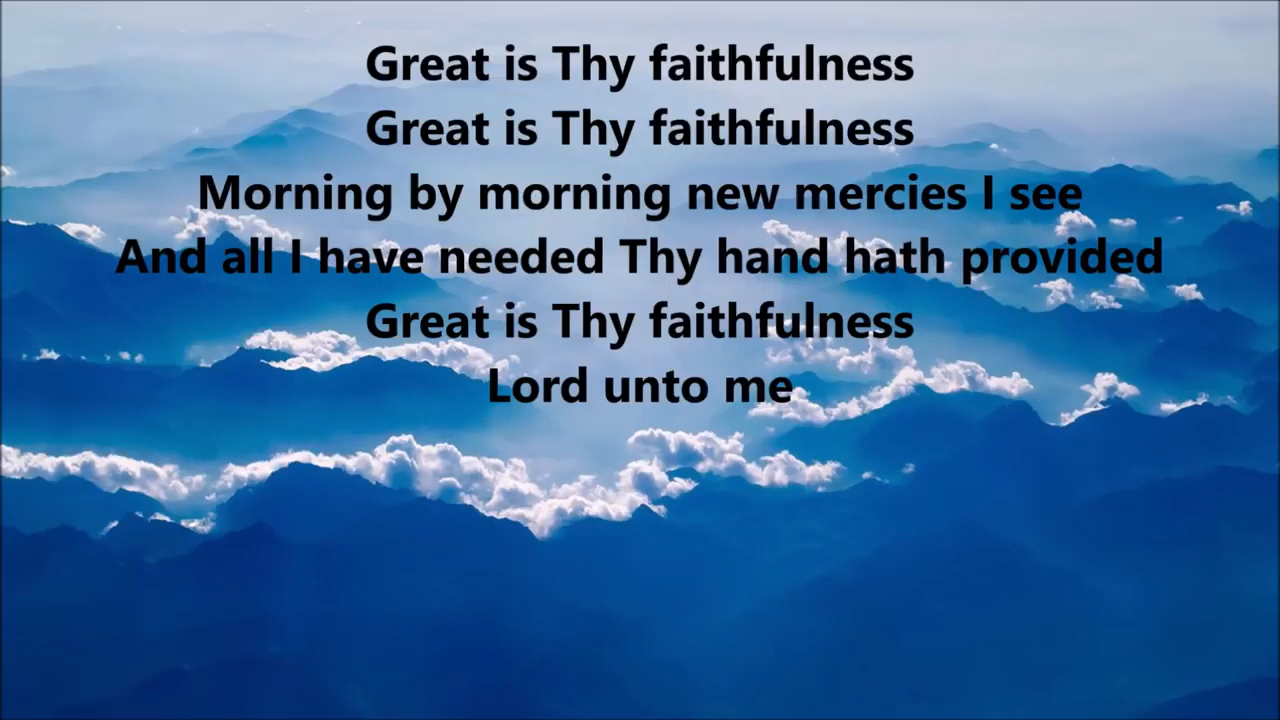 Great is Thy faithfulness
Great is Thy faithfulness
Morning by morning new mercies I see
And all I have needed Thy hand hath provided
Great is Thy faithfulness
Lord unto me